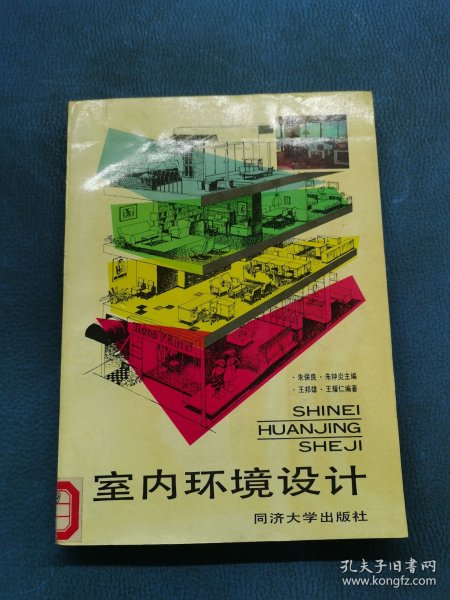 ·朱保良·朱钟炎主编
·王邦雄·王耀仁编著
SHINEI
HUANJING
SHEJI
室内环境设计
同济大学出版社
孔夫子旧书网
www.kongfz.com